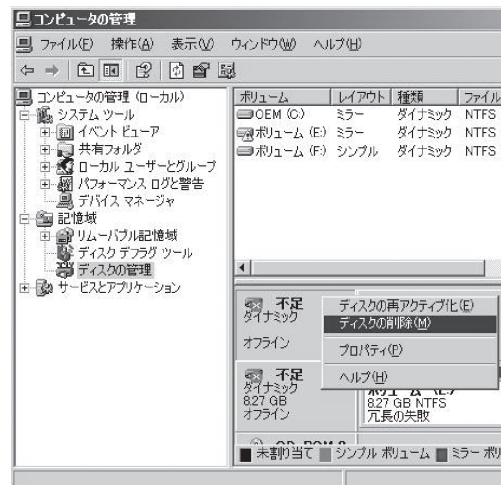 コンピュータの管理
ファイル(F) 操作(A) 表示(V) ウィンドウ(W) ヘルプ(H)
コンピュータの管理 (ローカル)
システム ツール
イベント ビューア
共有フォルダ
ローカル ユーザーとグループ
パフォーマンス ログと警告
デバイス マネージャ
記憶域
リムーバブル記憶域
ディスク デフラグ ツール
ディスクの管理
サービスとアプリケーション
ボリューム レイアウト 種類 ファイル
OEM (C:) ミラー ダイナミック NTFS
ボリューム (E:) ミラー ダイナミック NTFS
ボリューム (F:) シンプル ダイナミック NTFS
不足
ダイナミック
オフライン
ディスクの再アクティブ化(E)
ディスクの削除(M)
プロパティ(P)
ヘルプ(H)
不足
ダイナミック
8.27 GB
オフライン
8.27 GB NTFS
冗長の失敗
未割り当て シンプル ボリューム ミラー ボリ